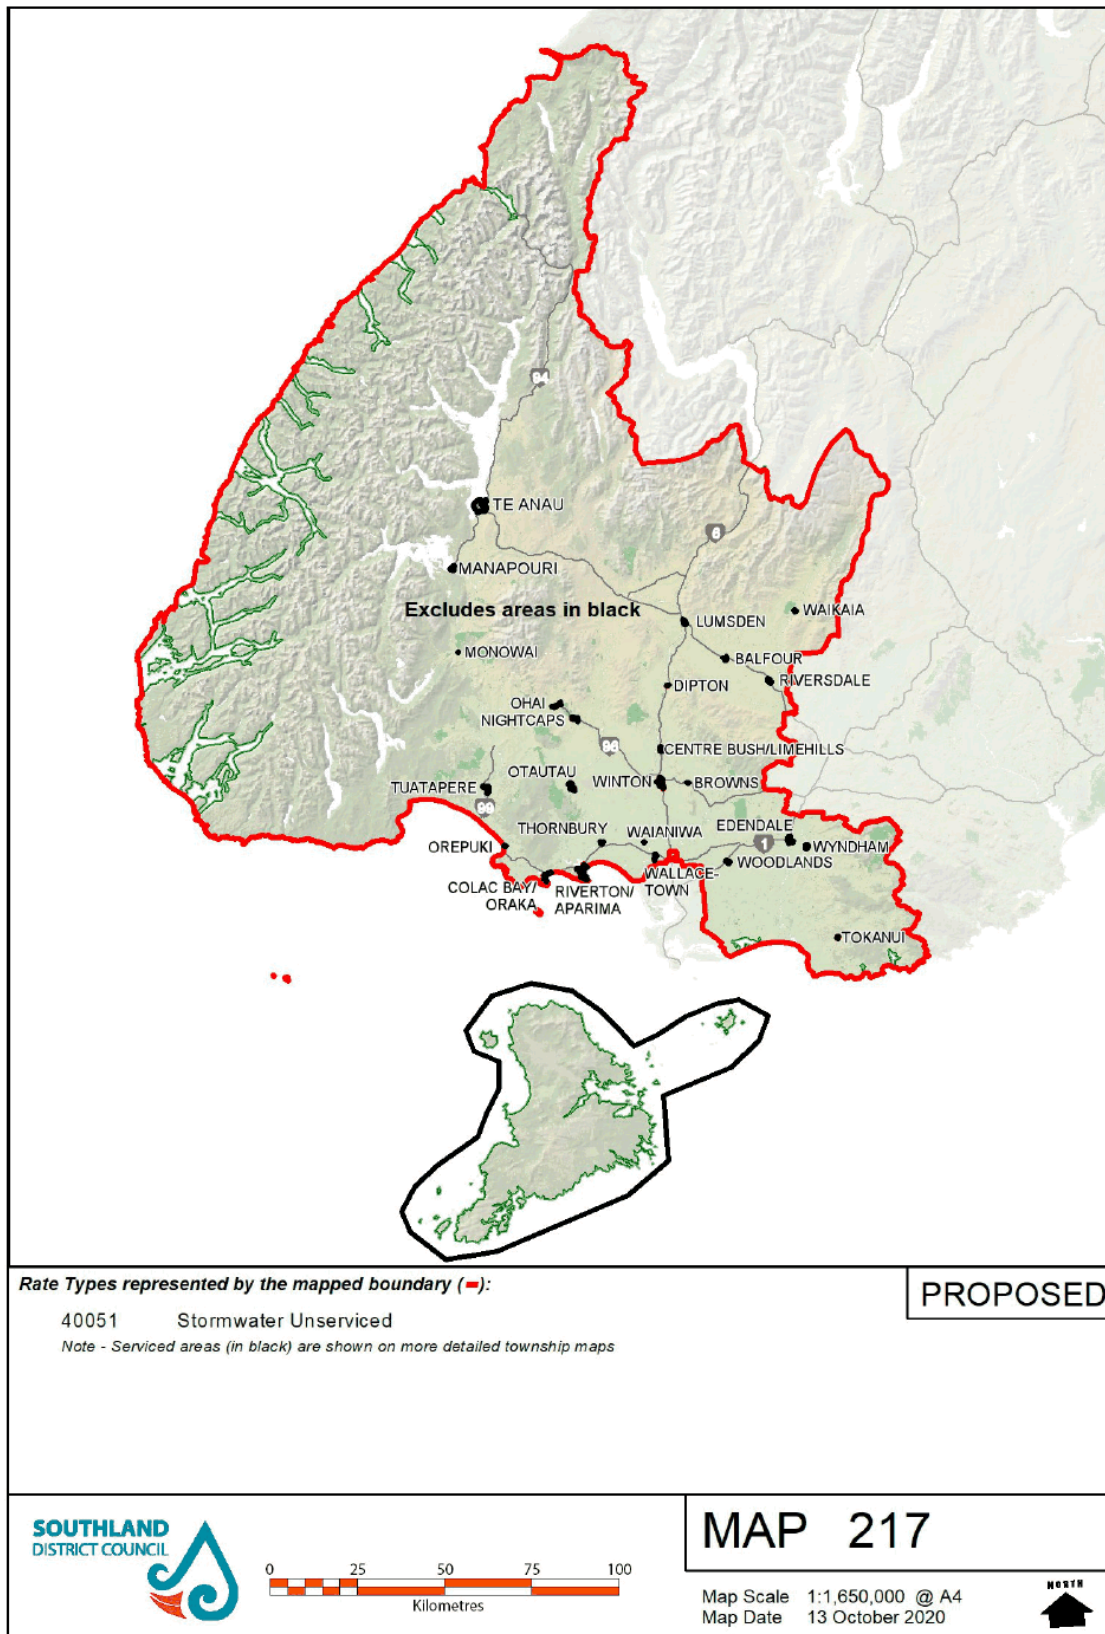 94
TE ANAU
6
MANAPOURI
Excludes areas in black
WAIKAIA
LUMSDEN
MONOWAI
BALFOUR
RIVERSDALE
DIPTON
OHAI
NIGHTCAPS
96
CENTRE BUSH/LIMEHILLS
OTAUTAU
WINTON
BROWNS
TUATAPERE
99
THORNBURY
WAIANIWA
EDENDALE
1
OREPUKI
WYNDHAM
WOODLANDS
WALLACE-
TOWN
COLAC BAY/
ORAKA
RIVERTON/
APARIMA
TOKANUI
Rate Types represented by the mapped boundary (-):
PROPOSED
40051 Stormwater Unserviced
Note - Serviced areas (in black) are shown on more detailed township maps
SOUTHLAND
DISTRICT COUNCIL
0 25 50 75 100
Kilometres
MAP 217
Map Scale 1:1,650,000 @ A4
Map Date 13 October 2020
NORTH